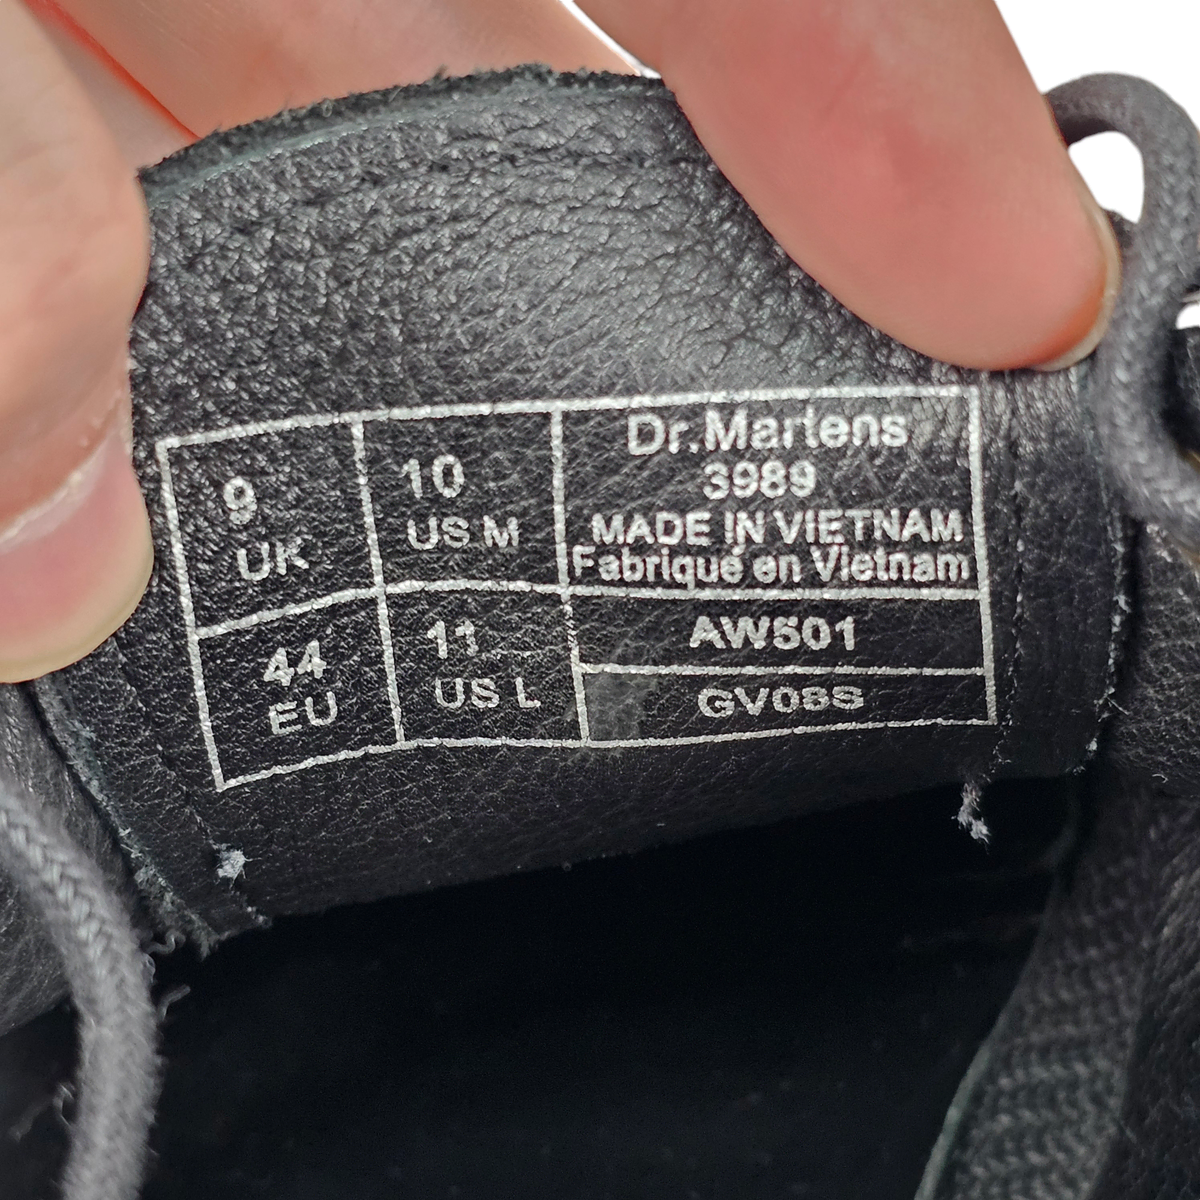 9
UK
10
US M
Dr.Martens
3989
MADE IN VIETNAM
Fabriqué en Vietnam
44
EU
11
US L
AW501
GV08S